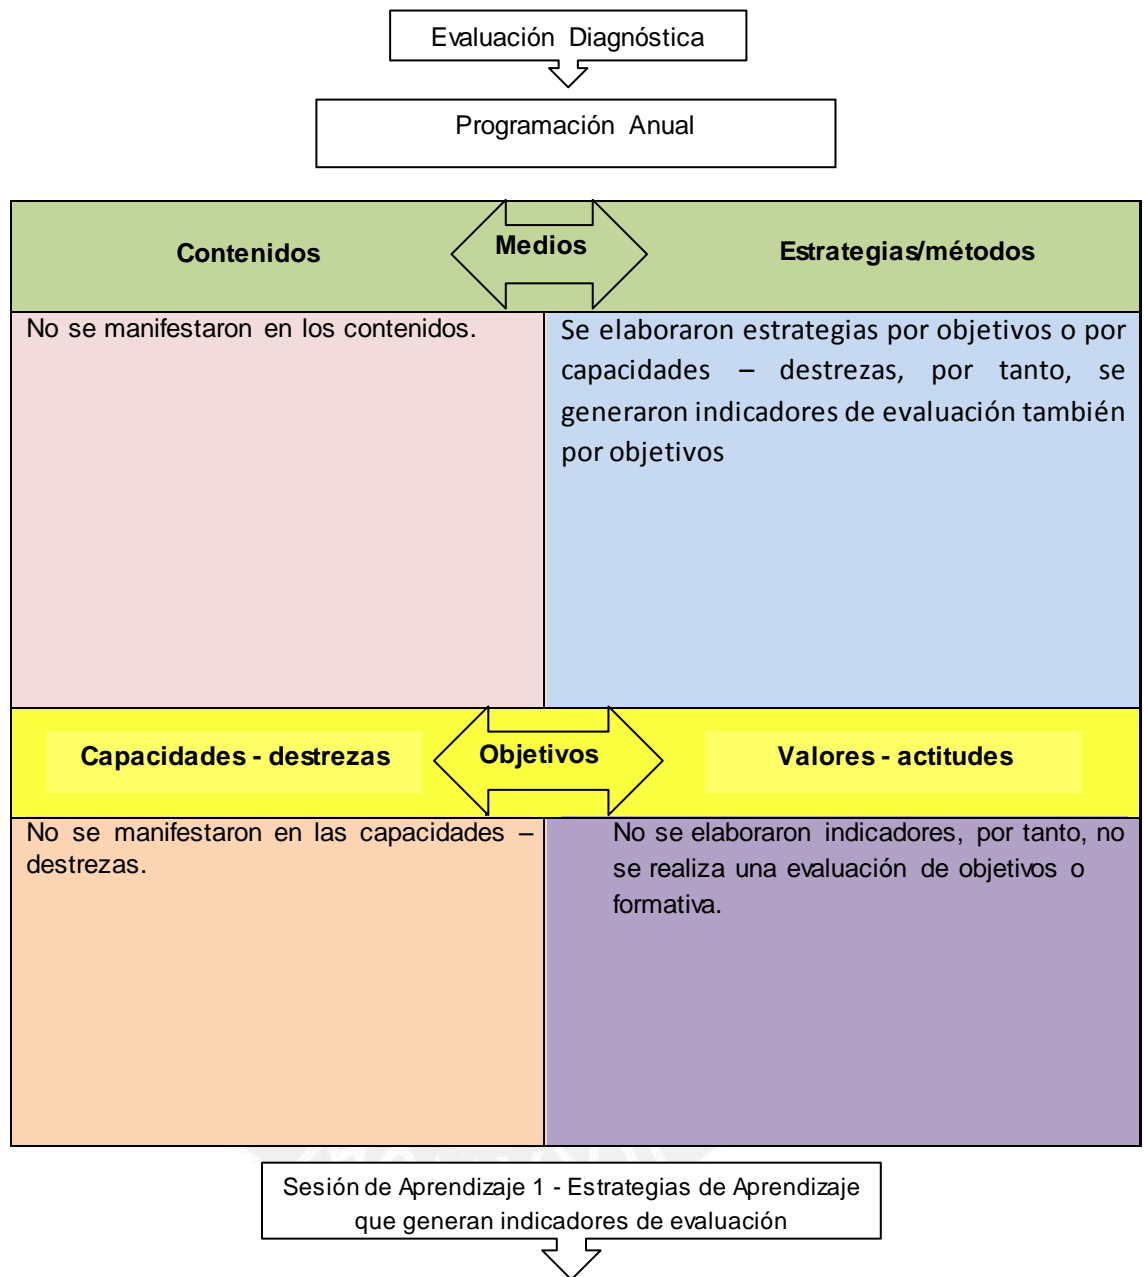 Evaluación Diagnóstica
Programación Anual
Contenidos
Medios
Estrategias/métodos
No se manifestaron en los contenidos.
Se elaboraron estrategias por objetivos o por
capacidades – destrezas, por tanto, se
generaron indicadores de evaluación también
por objetivos
Capacidades - destrezas
Objetivos
Valores - actitudes
No se manifestaron en las capacidades –
destrezas.
No se elaboraron indicadores, por tanto, no
se realiza una evaluación de objetivos o
formativa.
Sesión de Aprendizaje 1 - Estrategias de Aprendizaje
que generan indicadores de evaluación